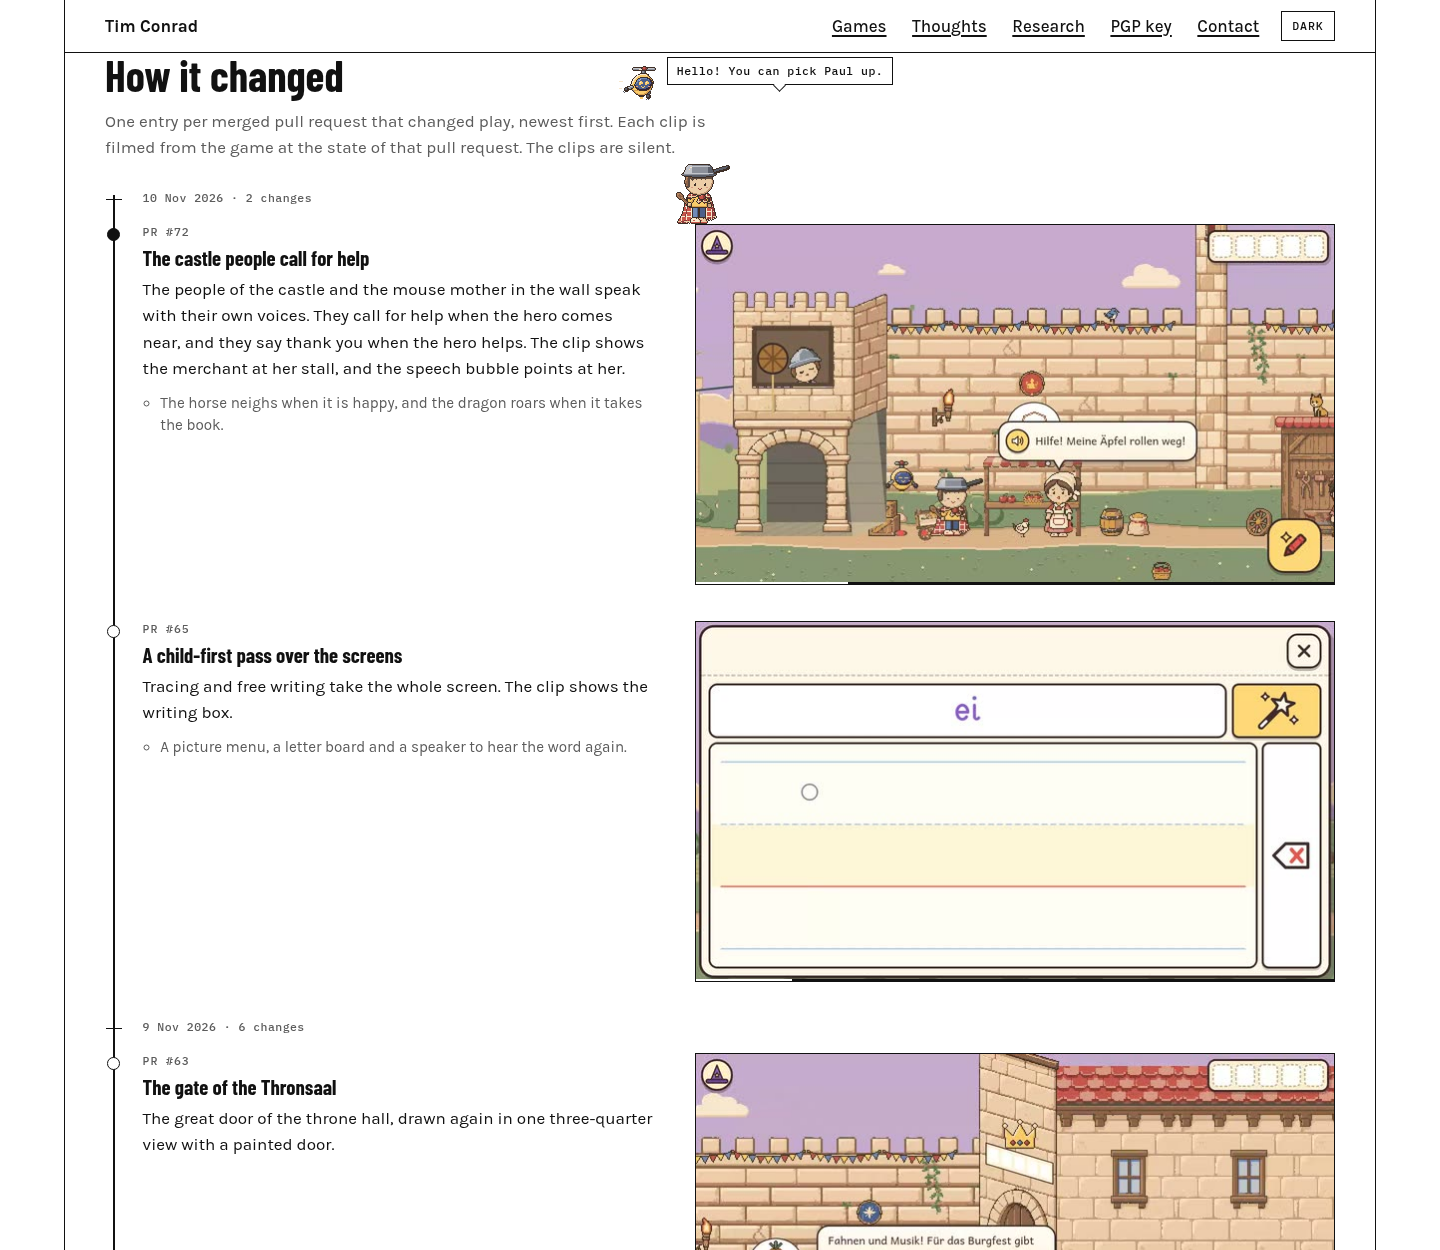 Tim Conrad
Games Thoughts Research PGP key Contact DARK
How it changed
Hello! You can pick Paul up.
One entry per merged pull request that changed play, newest first. Each clip is
filmed from the game at the state of that pull request. The clips are silent.
10 Nov 2026 · 2 changes
PR #72
The castle people call for help
The people of the castle and the mouse mother in the wall speak
with their own voices. They call for help when the hero comes
near, and they say thank you when the hero helps. The clip shows
the merchant at her stall, and the speech bubble points at her.
The horse neighs when it is happy, and the dragon roars when it takes
the book.
Hilfe! Meine Äpfel rollen weg!
PR #65
A child-first pass over the screens
Tracing and free writing take the whole screen. The clip shows the
writing box.
A picture menu, a letter board and a speaker to hear the word again.
ei
9 Nov 2026 · 6 changes
PR #63
The gate of the Thronsaal
The great door of the throne hall, drawn again in one three-quarter
view with a painted door.
Fahnen und Musik! Für das Burgfest gibt